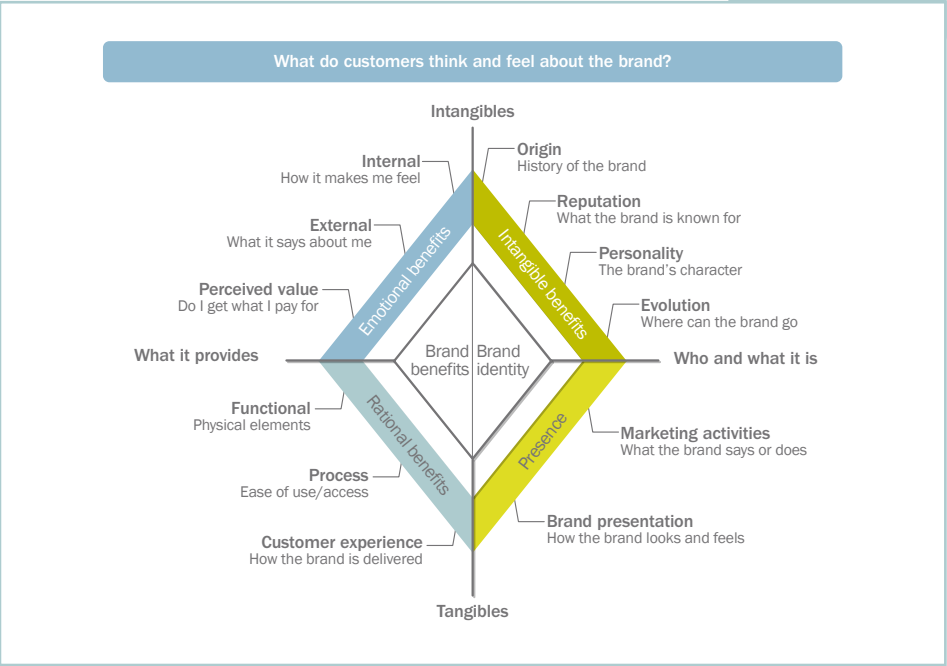 What do customers think and feel about the brand?
Intangibles
Internal
How it makes me feel
External
What it says about me
Perceived value
Do I get what I pay for
Emotional benefits
Origin
History of the brand
Reputation
What the brand is known for
Personality
The brand's character
Evolution
Where can the brand go
Intangible benefits
What it provides
Brand
benefits
Brand
identity
Who and what it is
Functional
Physical elements
Process
Ease of use/access
Customer experience
How the brand is delivered
Rational benefits
Presence
Marketing activities
What the brand says or does
Brand presentation
How the brand looks and feels
Tangibles